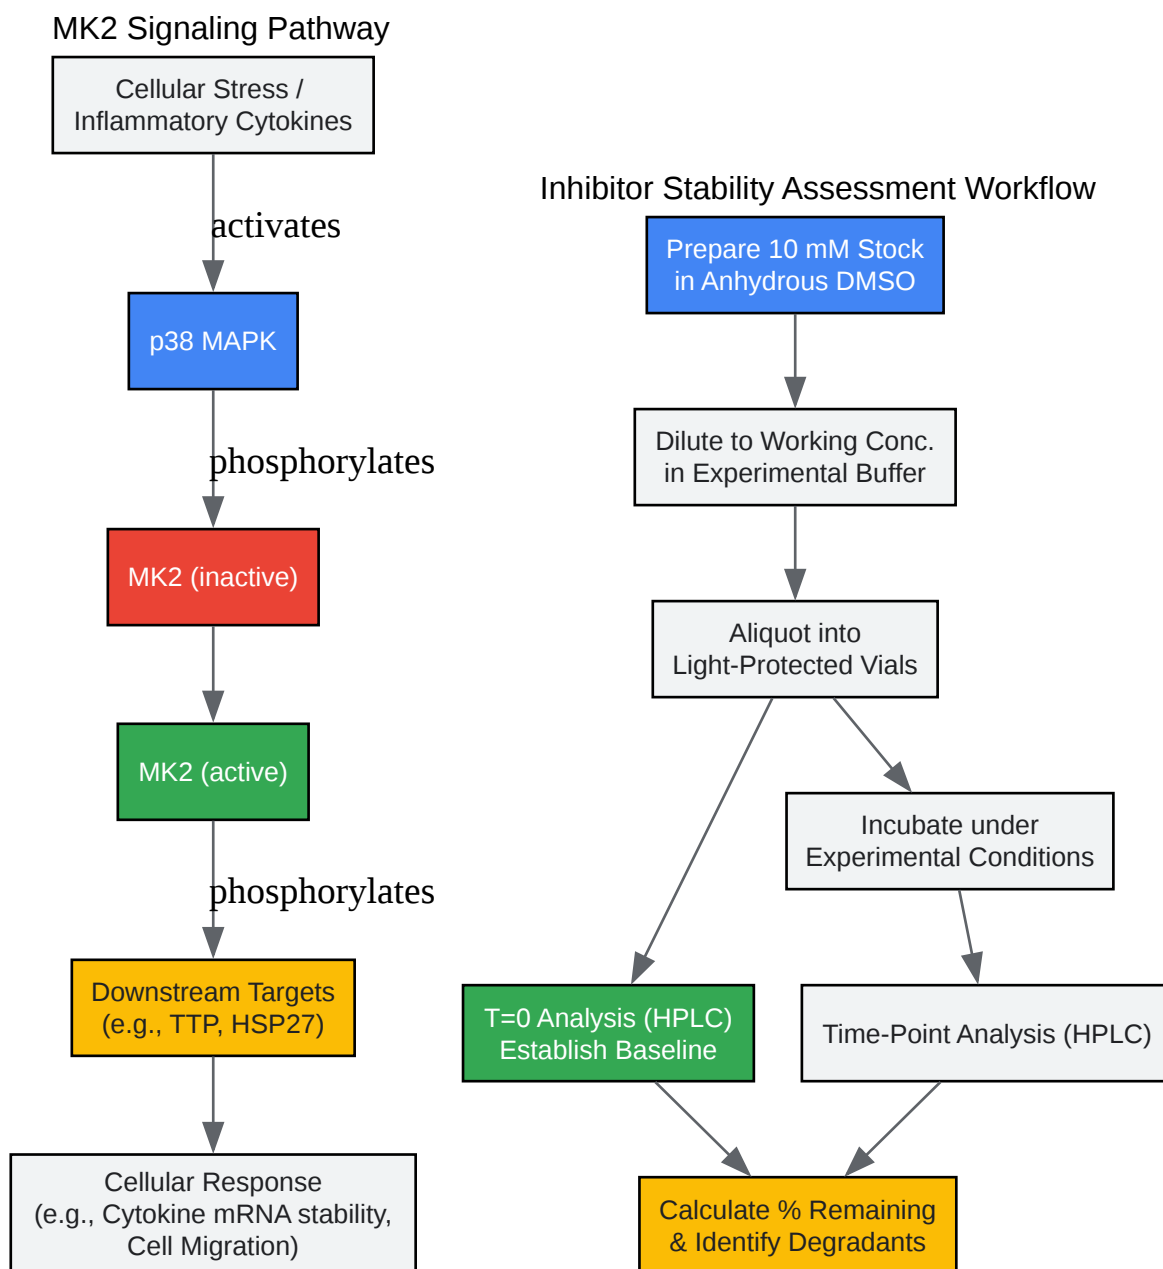 MK2 Signaling Pathway
Cellular Stress /
Inflammatory Cytokines
activates
p38 MAPK
phosphorylates
MK2 (inactive)
MK2 (active)
phosphorylates
Downstream Targets
(e.g., TTP, HSP27)
Cellular Response
(e.g., Cytokine mRNA stability,
Cell Migration)
Inhibitor Stability Assessment Workflow
Prepare 10 mM Stock
in Anhydrous DMSO
Dilute to Working Conc.
in Experimental Buffer
Aliquot into
Light-Protected Vials
Incubate under
Experimental Conditions
T=0 Analysis (HPLC)
Establish Baseline
Time-Point Analysis (HPLC)
Calculate % Remaining
& Identify Degradants